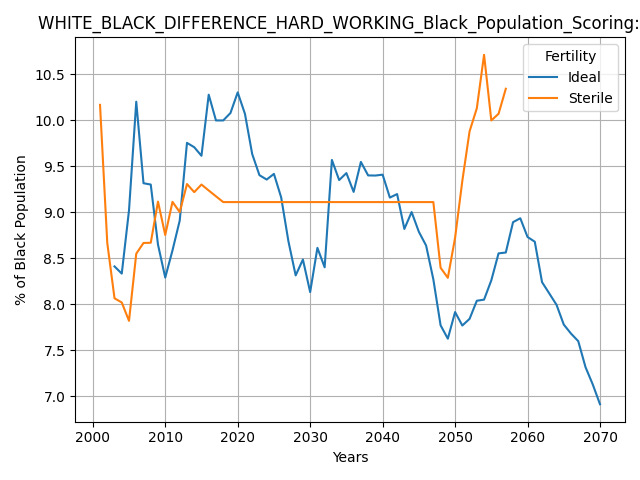 WHITE_BLACK_DIFFERENCE_HARD_WORKING_Black_Population_Scoring:
Fertility
Ideal
Sterile
10.5
10.0
9.5
9.0
8.5
8.0
7.5
7.0
% of Black Population
2000 2010 2020 2030 2040 2050 2060 2070
Years